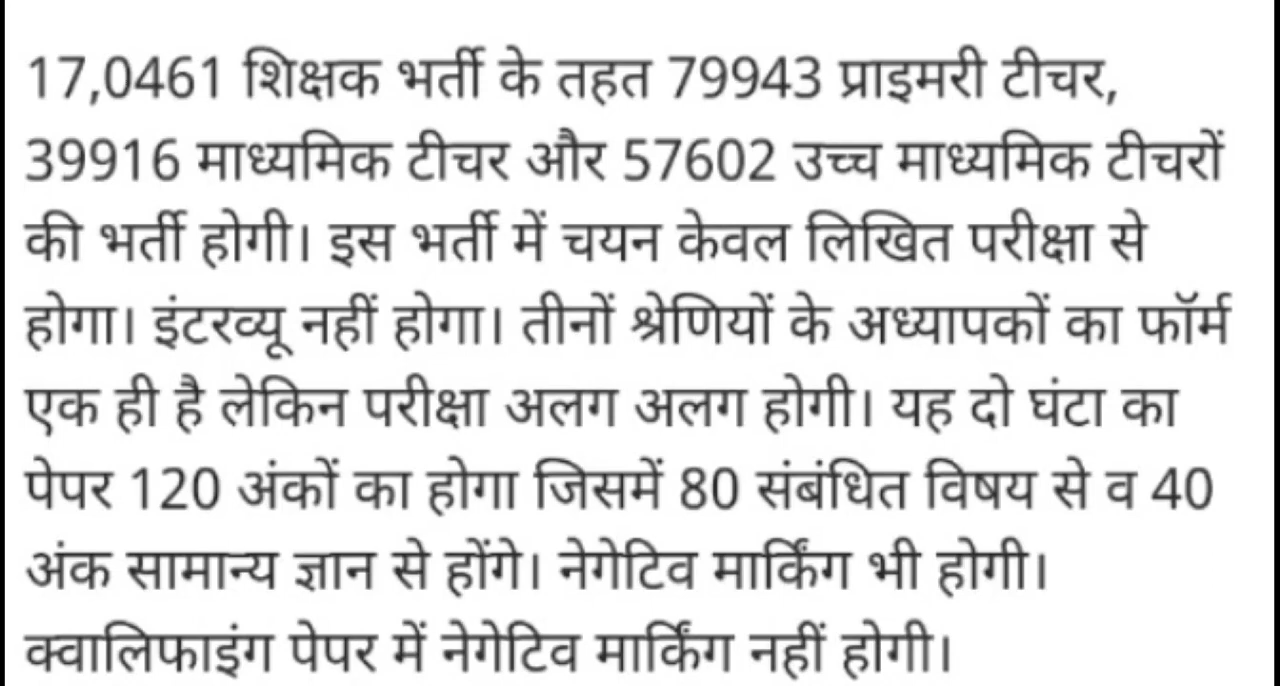 17,0461 शिक्षक भर्ती के तहत 79943 प्राइमरी टीचर,
39916 माध्यमिक टीचर और 57602 उच्च माध्यमिक टीचरों
की भर्ती होगी। इस भर्ती में चयन केवल लिखित परीक्षा से
होगा। इंटरव्यू नहीं होगा। तीनों श्रेणियों के अध्यापकों का फॉर्म
एक ही है लेकिन परीक्षा अलग अलग होगी। यह दो घंटा का
पेपर 120 अंकों का होगा जिसमें 80 संबंधित विषय से व 40
अंक सामान्य ज्ञान से होंगे। नेगेटिव मार्किंग भी होगी।
क्वालिफाइंग पेपर में नेगेटिव मार्किंग नहीं होगी।